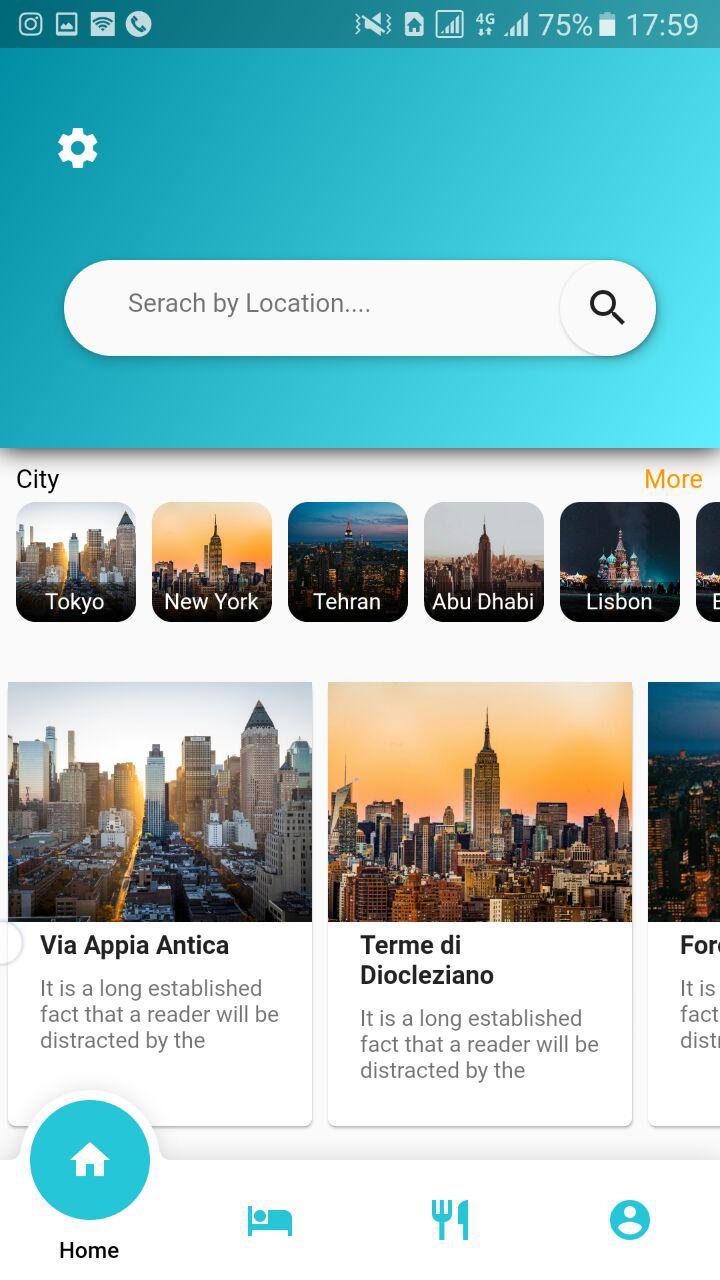 4G 75% 17:59
Serach by Location....
City More
Tokyo New York Tehran Abu Dhabi Lisbon
Via Appia Antica
It is a long established
fact that a reader will be
distracted by the
Terme di
Diocleziano
It is a long established
fact that a reader will be
distracted by the
It is
fact
Home